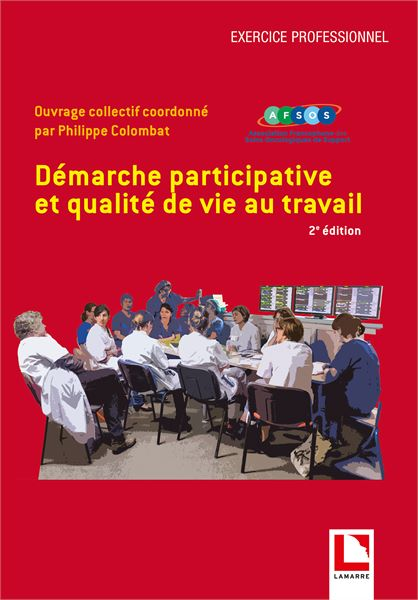 EXERCICE PROFESSIONNEL
Ouvrage collectif coordonné
par Philippe Colombat
AFSOS
Association Francophone des
Soins Oncologiques de Support
Démarche participative
et qualité de vie au travail
2e édition
L
LAMARRE